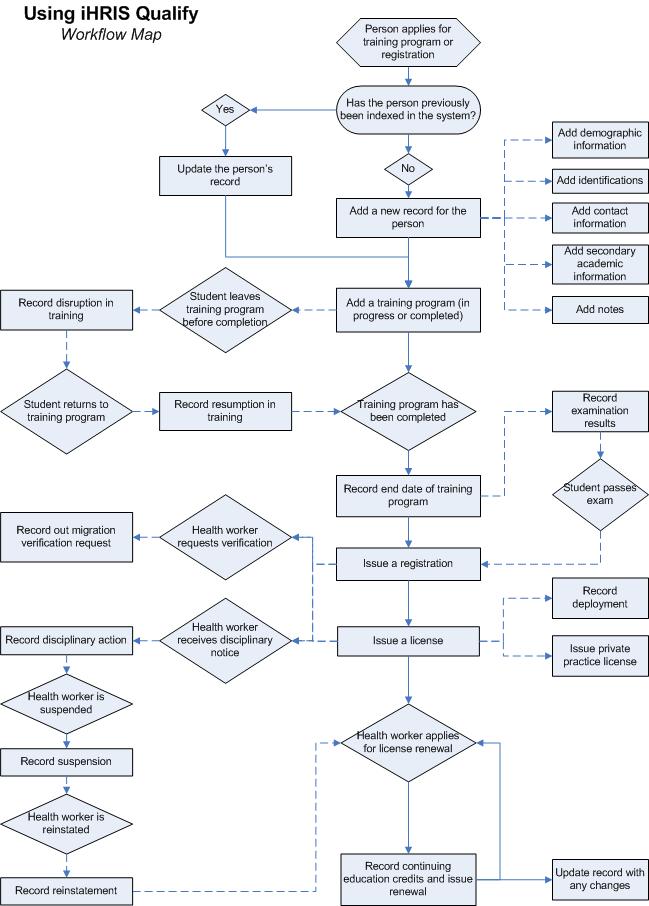 Using iHRIS Qualify
Workflow Map
Person applies for
training program or
registration
Has the person previously
been indexed in the system?
Yes
No
Update the person's
record
Add a new record for the
person
Add demographic
information
Add identifications
Add contact
information
Add secondary
academic
information
Add notes
Record disruption in
training
Student leaves
training program
before completion
Add a training program (in
progress or completed)
Student returns to
training program
Record resumption in
training
Training program has
been completed
Record
examination
results
Record end date of training
program
Student passes
exam
Record out migration
verification request
Health worker
requests verification
Issue a registration
Record
deployment
Record disciplinary action
Health worker
receives disciplinary
notice
Issue a license
Issue private
practice license
Health worker is
suspended
Health worker applies
for license renewal
Record suspension
Health worker is
reinstated
Record reinstatement
Record continuing
education credits and issue
renewal
Update record with
any changes